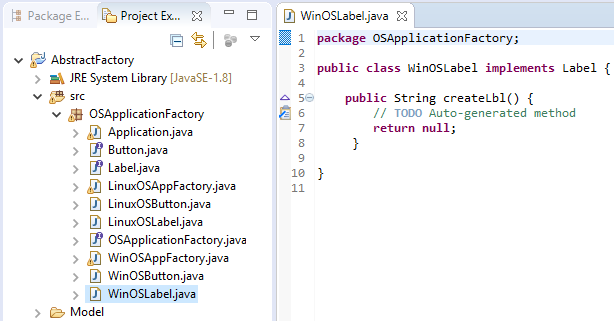 Package E...
Project Ex...
AbstractFactory
JRE System Library [JavaSE-1.8]
src
OSApplicationFactory
Application.java
Button.java
Label.java
LinuxOSAppFactory.java
LinuxOSButton.java
LinuxOSLabel.java
OSApplicationFactory.java
WinOSAppFactory.java
WinOSButton.java
WinOSLabel.java
Model
WinOSLabel.java
1 package OSApplicationFactory;
2
3 public class WinOSLabel implements Label {
4
5 public String createLbl() {
6 // TODO Auto-generated method
7 return null;
8 }
9
10 }
11